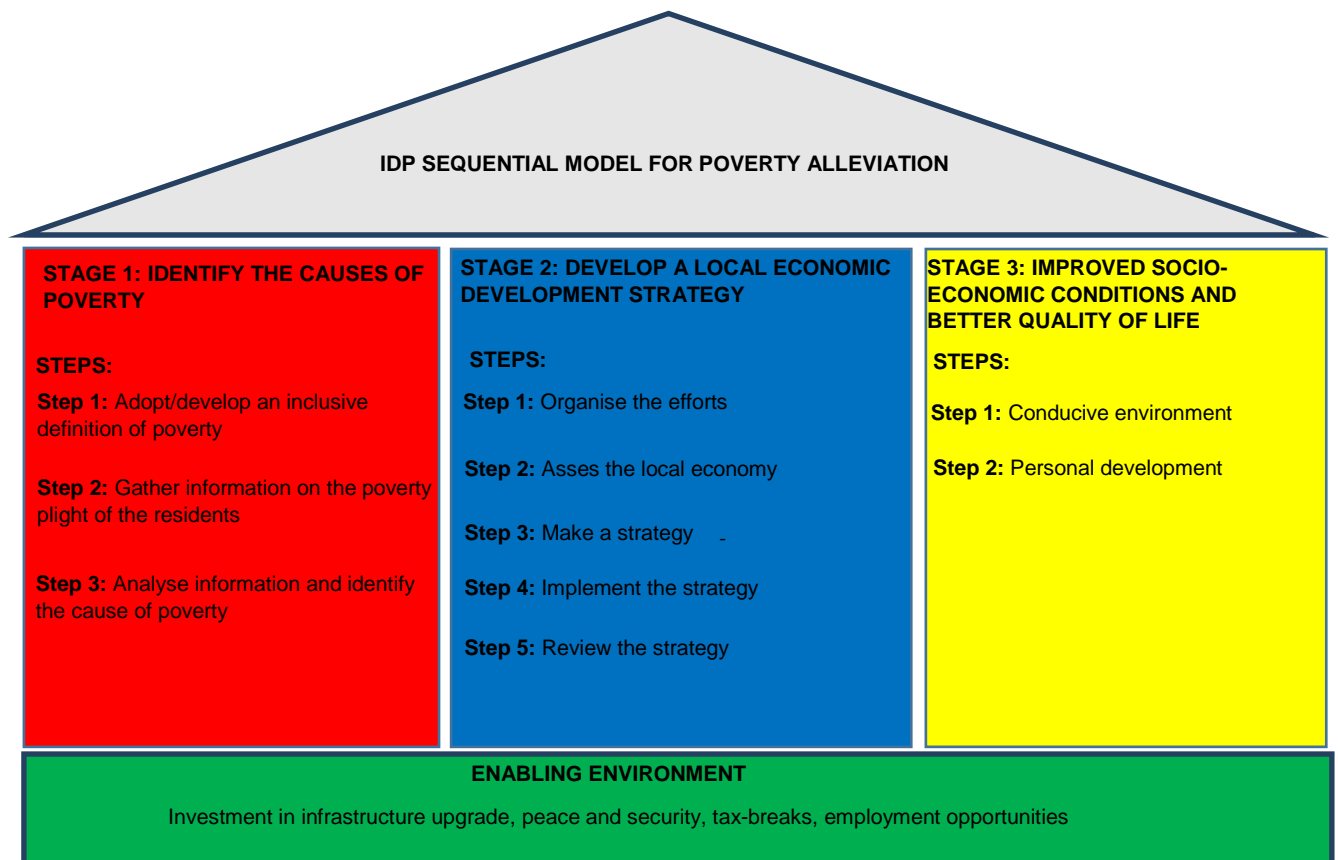 IDP SEQUENTIAL MODEL FOR POVERTY ALLEVIATION
STAGE 1: IDENTIFY THE CAUSES OF
POVERTY
STEPS:
Step 1: Adopt/develop an inclusive
definition of poverty
Step 2: Gather information on the poverty
plight of the residents
Step 3: Analyse information and identify
the cause of poverty
STAGE 2: DEVELOP A LOCAL ECONOMIC
DEVELOPMENT STRATEGY
STEPS:
Step 1: Organise the efforts
Step 2: Asses the local economy
Step 3: Make a strategy -
Step 4: Implement the strategy
Step 5: Review the strategy
STAGE 3: IMPROVED SOCIO-
ECONOMIC CONDITIONS AND
BETTER QUALITY OF LIFE
STEPS:
Step 1: Conducive environment
Step 2: Personal development
ENABLING ENVIRONMENT
Investment in infrastructure upgrade, peace and security, tax-breaks, employment opportunities